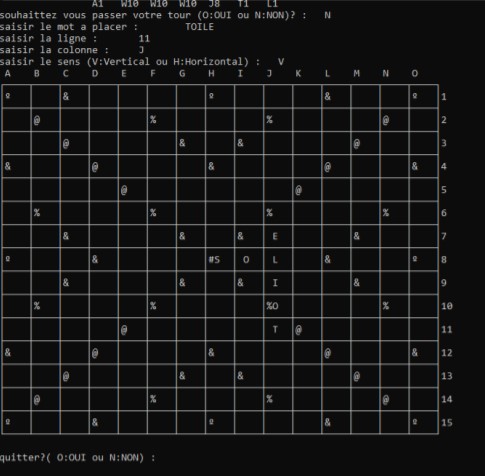 A1 W10 W10 J8 T1 L1
souhaittez vous passer votre tour (O:OUI ou N:NON)? : N
saisir le mot a placer : TOILE
saisir la ligne : 11
saisir la colonne : J
saisir le sens (V:Vertical ou H:Horizontal) : V
A B C D E F G H I J K L M N O
º & º & º 1
@ % % @ 2
@ & & @ 3
& @ & @ & 4
@ @ 5
% % % % 6
& & & E & 7
º & #S O L & º 8
& & & I & 9
% % %O % 10
@ T @ 11
& @ & @ & 12
@ & & @ 13
@ % % @ 14
º & º & º 15
quitter?( O:OUI ou N:NON) :